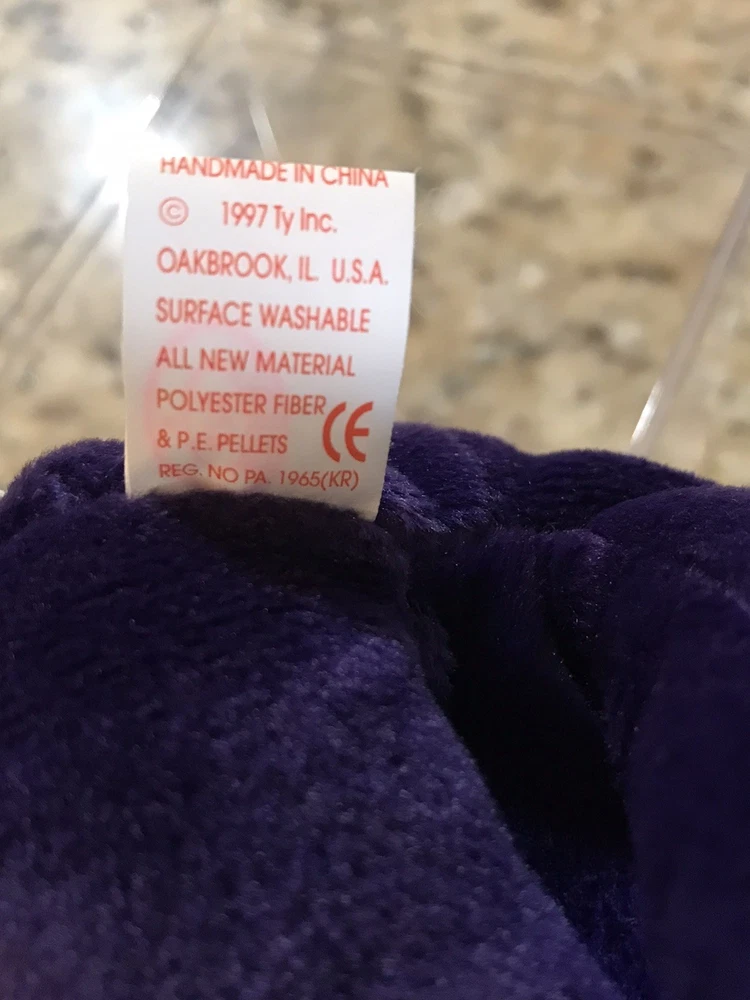 HANDMADE IN CHINA
© 1997 Ty Inc.
OAKBROOK, IL. U.S.A.
SURFACE WASHABLE
ALL NEW MATERIAL
POLYESTER FIBER
& P.E. PELLETS CE
REG. NO PA. 1965(KR)